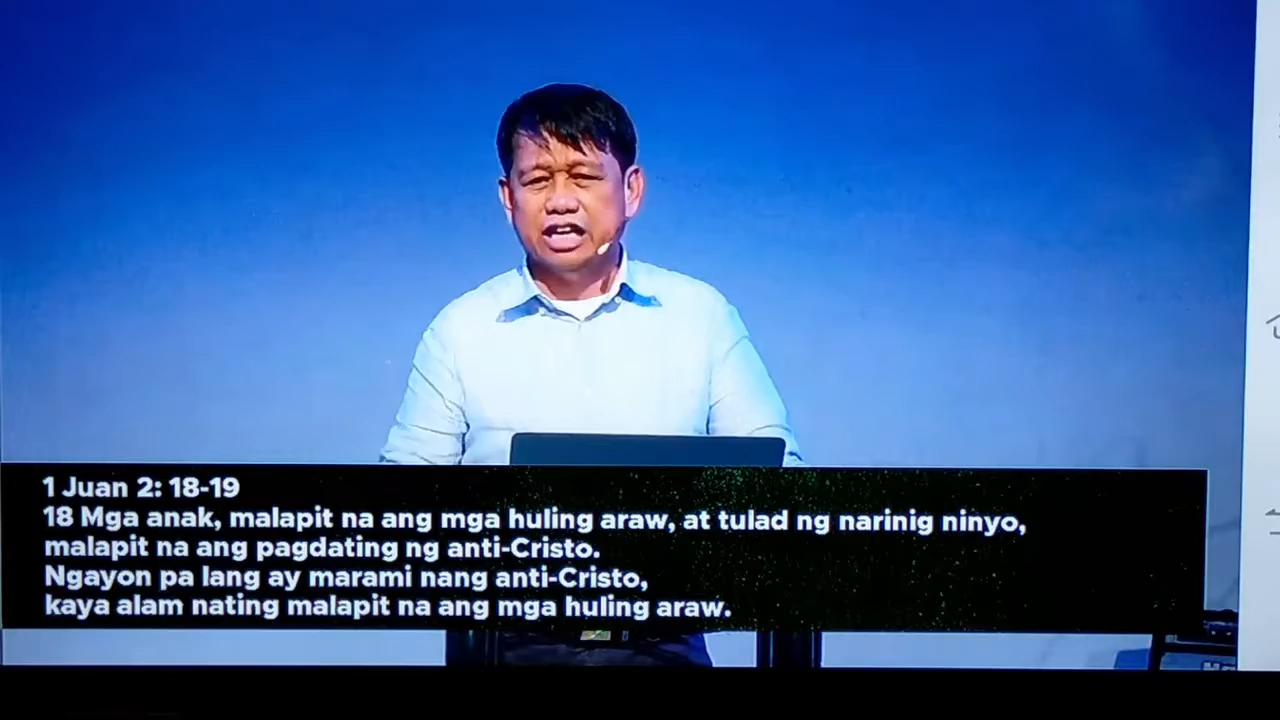 1 Juan 2: 18-19
18 Mga anak, malapit na ang mga huling araw, at tulad ng narinig ninyo,
malapit na ang pagdating ng anti-Cristo.
Ngayon pa lang ay marami nang anti-Cristo,
kaya alam nating malapit na ang mga huling araw.